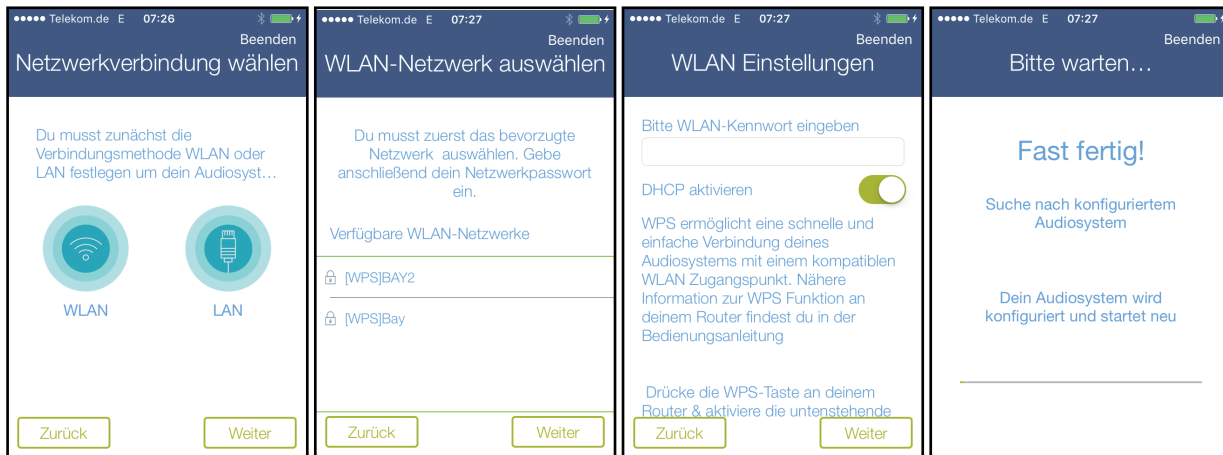 ●●●●● Telekom.de E 07:26
Beenden
Netzwerkverbindung wählen
Du musst zunächst die
Verbindungsmethode WLAN oder
LAN festlegen um dein Audiosyst…
WLAN
LAN
Zurück
Weiter
●●●●● Telekom.de E 07:27
Beenden
WLAN-Netzwerk auswählen
Du musst zuerst das bevorzugte
Netzwerk auswählen. Gebe
anschließend dein Netzwerkpasswort
ein.
Verfügbare WLAN-Netzwerke
[WPS]BAY2
[WPS]Bay
Zurück
Weiter
●●●●● Telekom.de E 07:27
Beenden
WLAN Einstellungen
Bitte WLAN-Kennwort eingeben
DHCP aktivieren
WPS ermöglicht eine schnelle und
einfache Verbindung deines
Audiosystems mit einem kompatiblen
WLAN Zugangspunkt. Nähere
Information zur WPS Funktion an
deinem Router findest du in der
Bedienungsanleitung
Drücke die WPS-Taste an deinem
Router & aktiviere die untenstehende
Zurück
Weiter
●●●●● Telekom.de E 07:27
Beenden
Bitte warten…
Fast fertig!
Suche nach konfiguriertem
Audiosystem
Dein Audiosystem wird
konfiguriert und startet neu